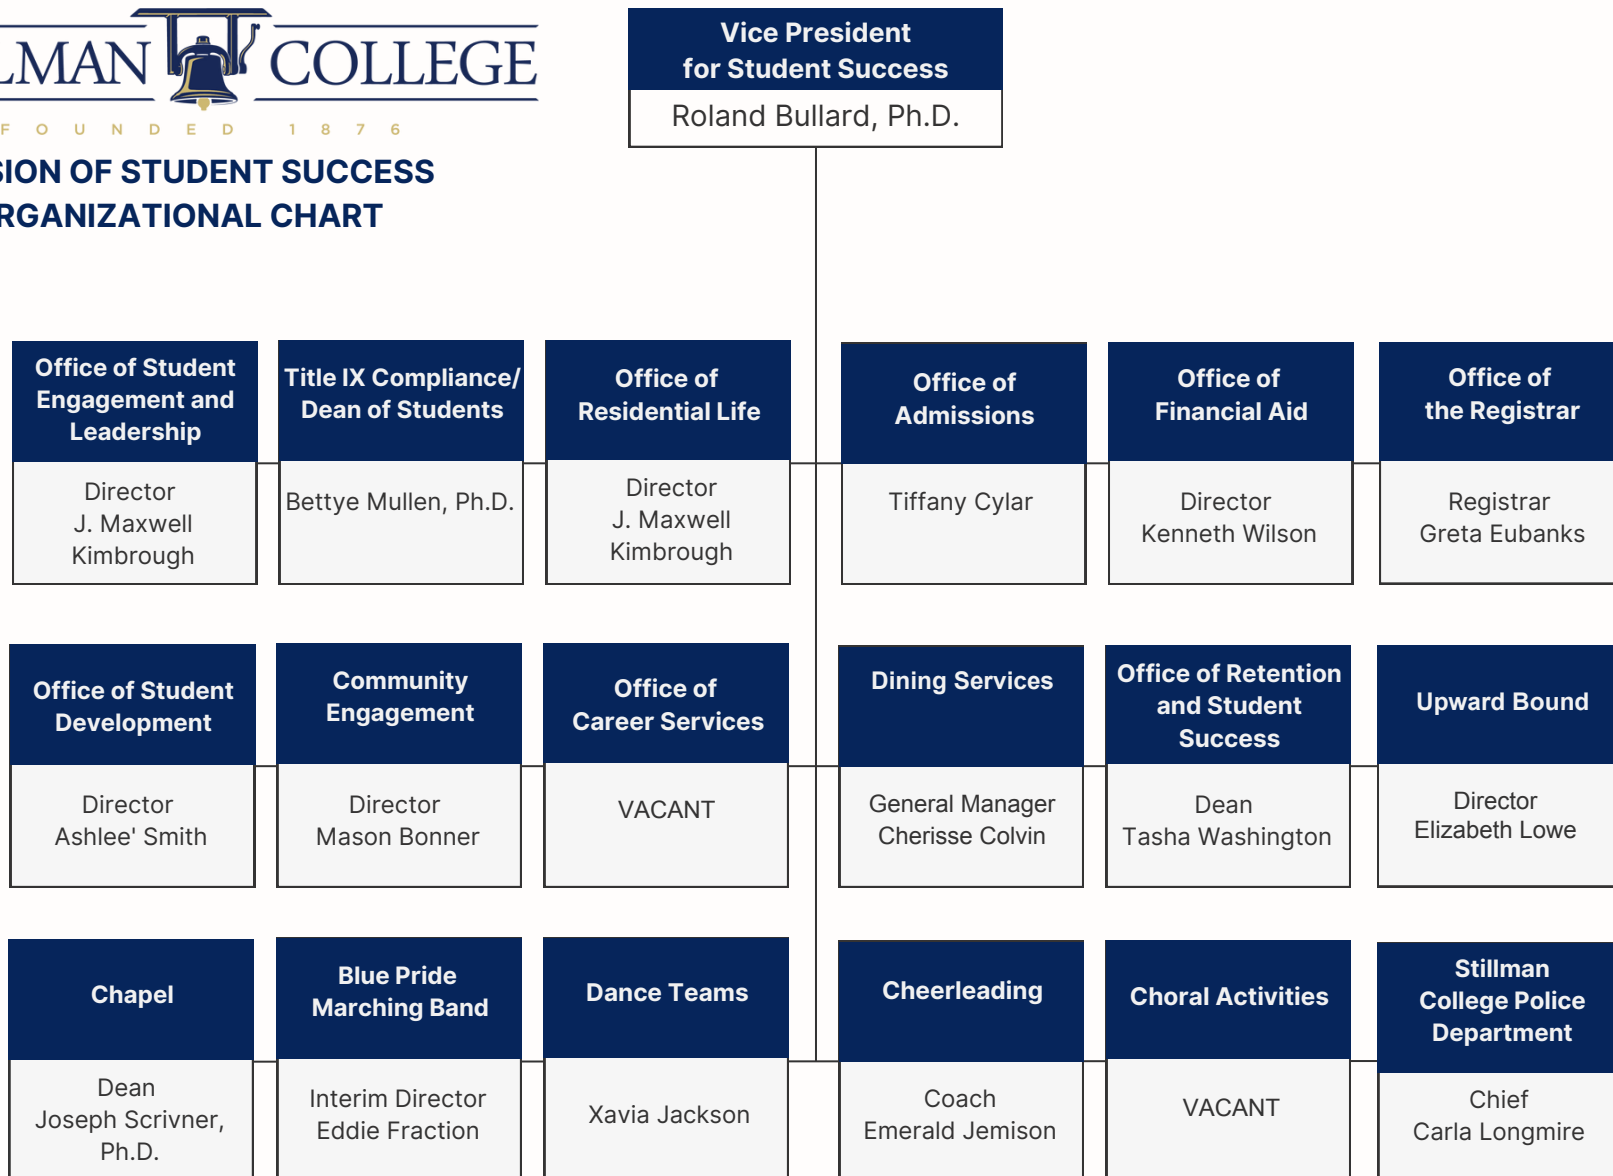 LMAN COLLEGE
FOUNDED 1876
SION OF STUDENT SUCCESS
RGANIZATIONAL CHART
Vice President
for Student Success
Roland Bullard, Ph.D.
Office of Student
Engagement and
Leadership
Director
J. Maxwell
Kimbrough
Title IX Compliance/
Dean of Students
Bettye Mullen, Ph.D.
Office of
Residential Life
Director
J. Maxwell
Kimbrough
Office of
Admissions
Tiffany Cylar
Office of
Financial Aid
Director
Kenneth Wilson
Office of
the Registrar
Registrar
Greta Eubanks
Office of Student
Development
Director
Ashlee' Smith
Community
Engagement
Director
Mason Bonner
Office of
Career Services
VACANT
Dining Services
General Manager
Cherisse Colvin
Office of Retention
and Student
Success
Dean
Tasha Washington
Upward Bound
Director
Elizabeth Lowe
Chapel
Dean
Joseph Scrivner,
Ph.D.
Blue Pride
Marching Band
Interim Director
Eddie Fraction
Dance Teams
Xavia Jackson
Cheerleading
Coach
Emerald Jemison
Choral Activities
VACANT
Stillman
College Police
Department
Chief
Carla Longmire